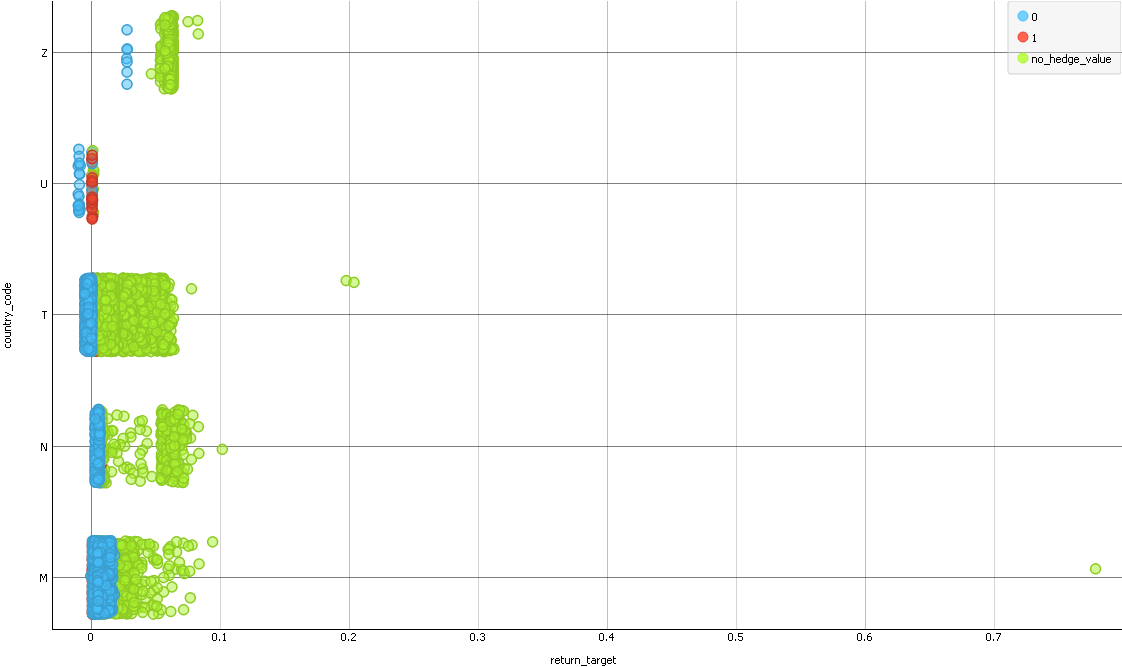 0
1
no_hedge_value
Z
U
T
N
M
country_code
0
0.1
0.2
0.3
0.4
0.5
0.6
0.7
return_target